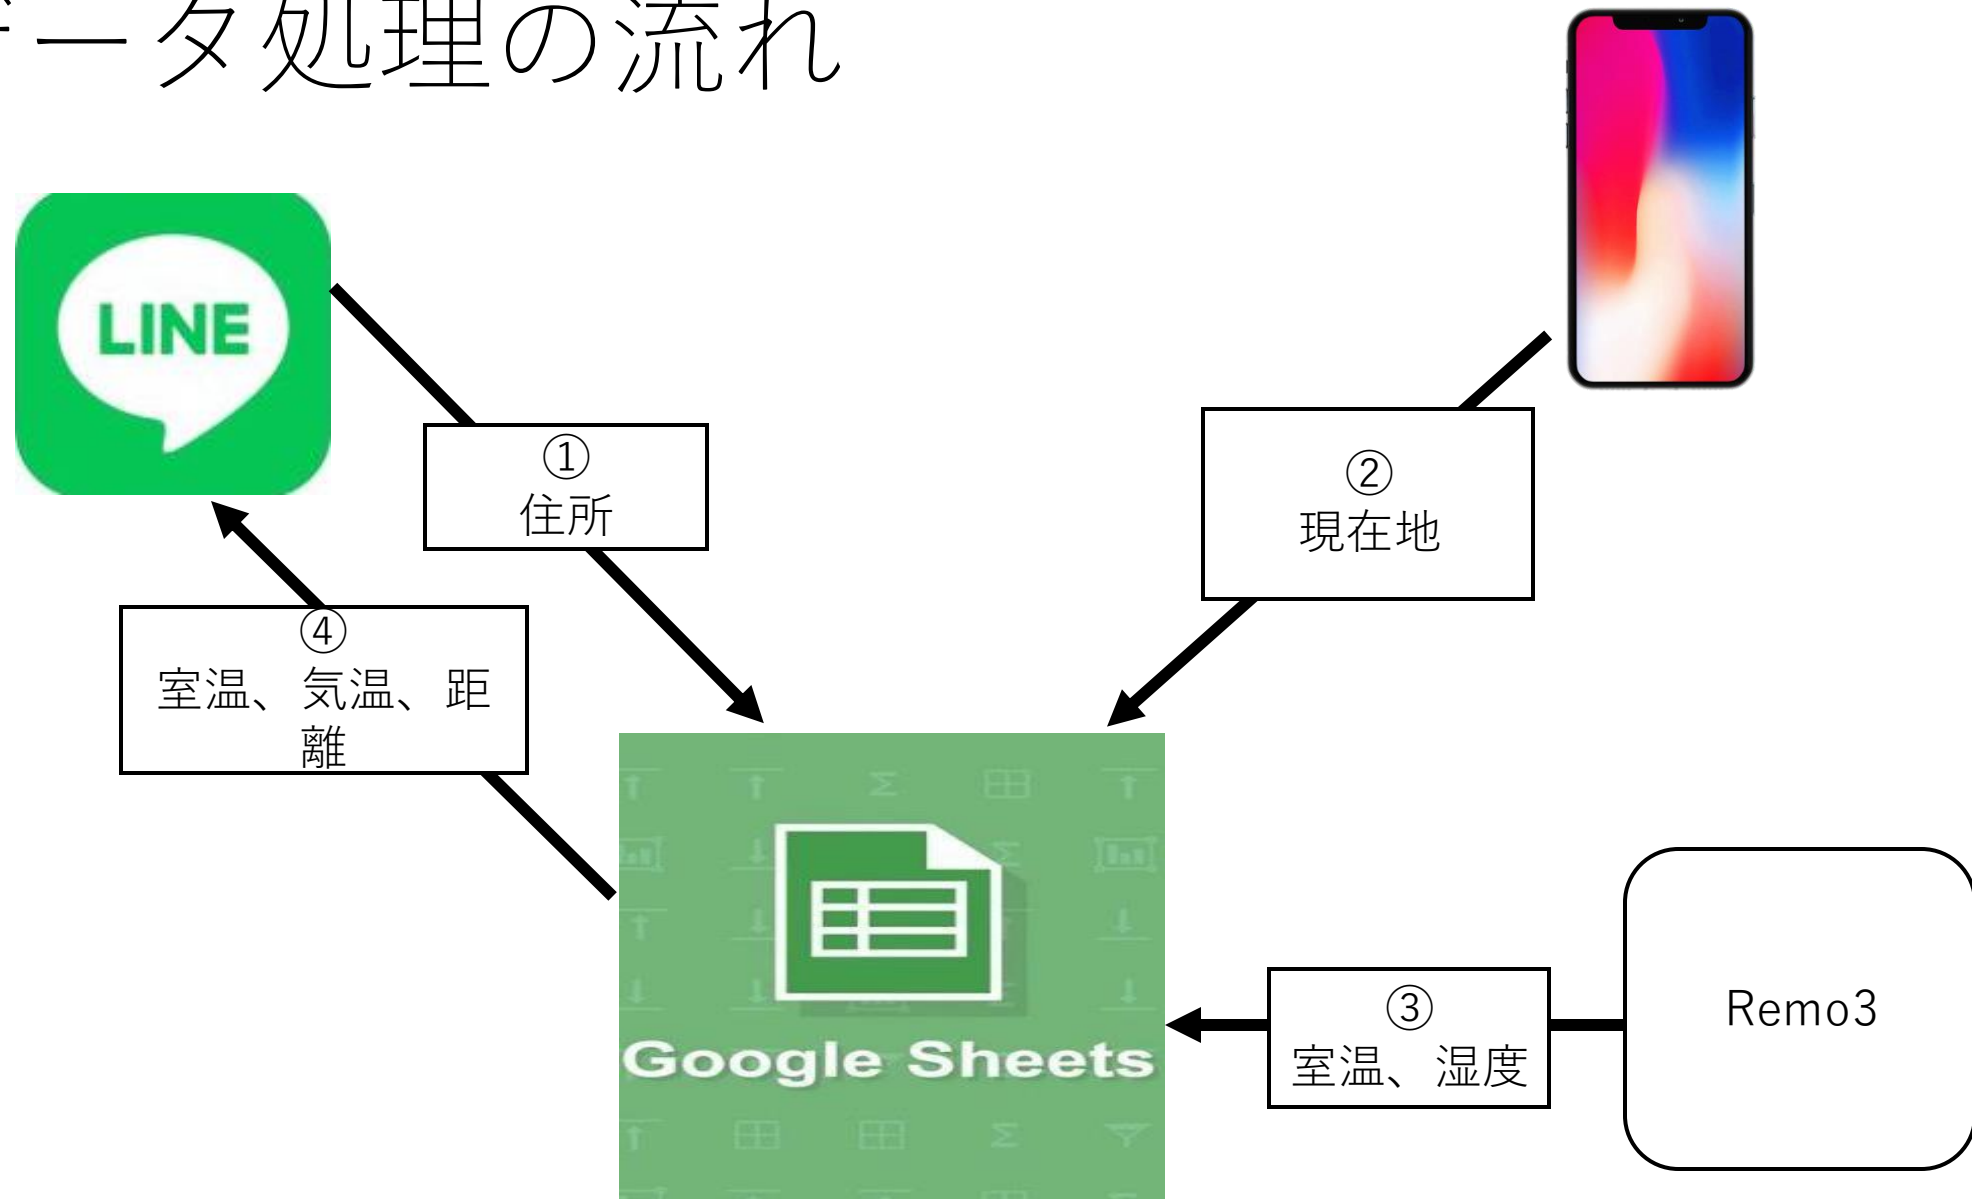 データ処理の流れ
LINE
①
住所
②
現在地
④
室温、気温、距
離
Google Sheets
③
室温、湿度
Remo3